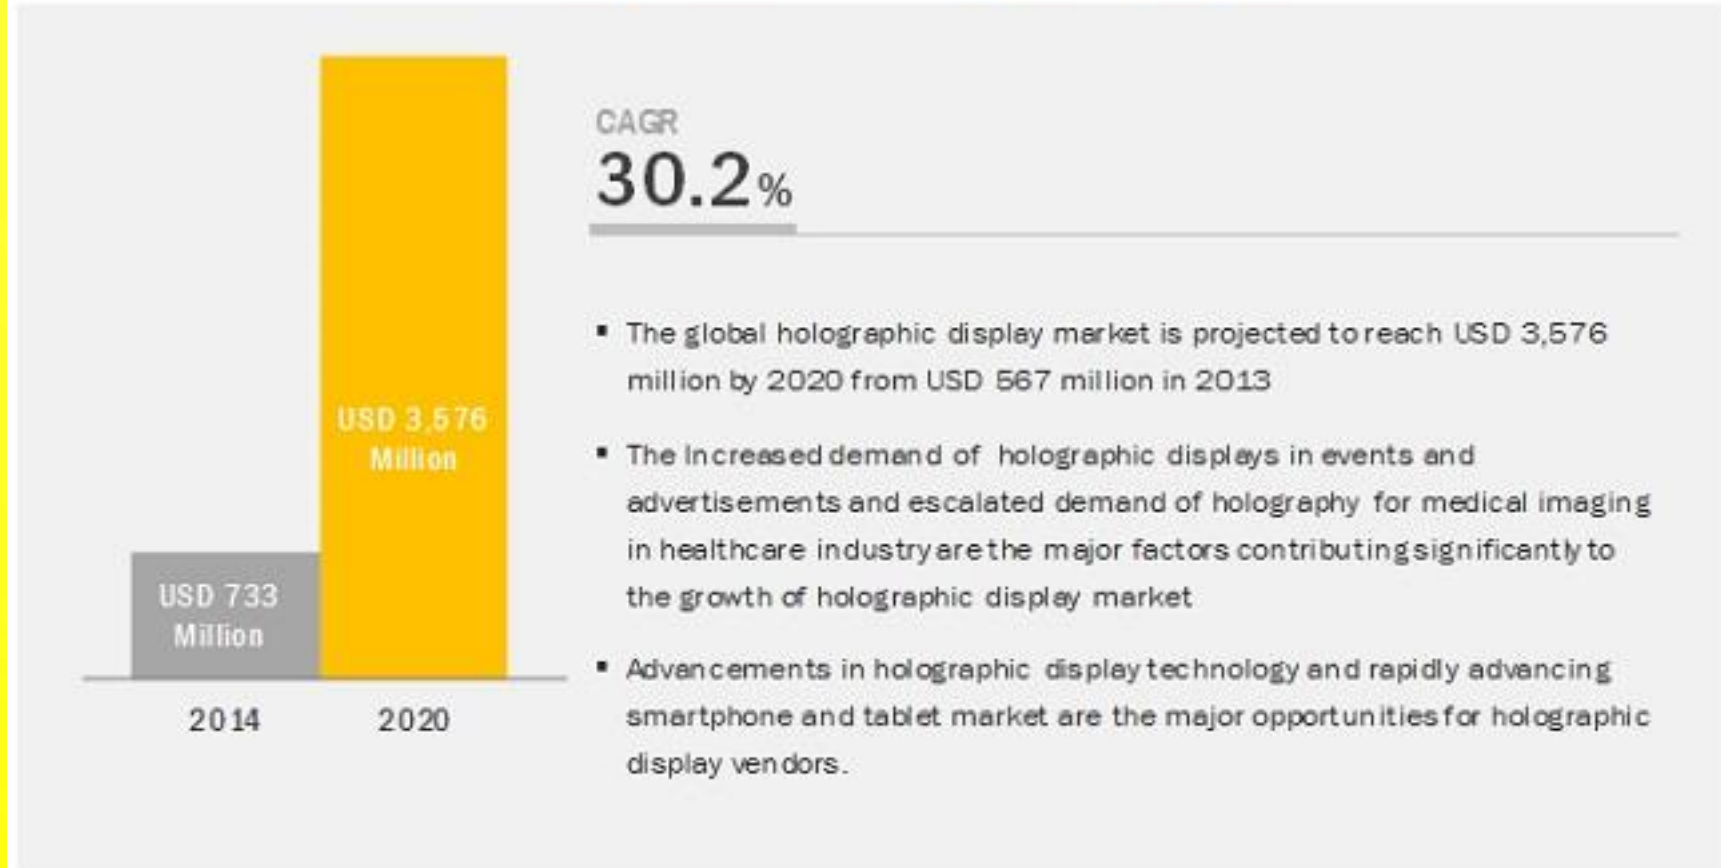 CAGR
30.2%
USD 3,576
Million
USD 733
Million
2014
2020
▪ The global holographic display market is projected to reach USD 3,576
million by 2020 from USD 567 million in 2013
▪ The Increased demand of holographic displays in events and
advertisements and escalated demand of holography for medical imaging
in healthcare industry are the major factors contributing significantly to
the growth of holographic display market
▪ Advancements in holographic display technology and rapidly advancing
smartphone and tablet market are the major opportunities for holographic
display vendors.